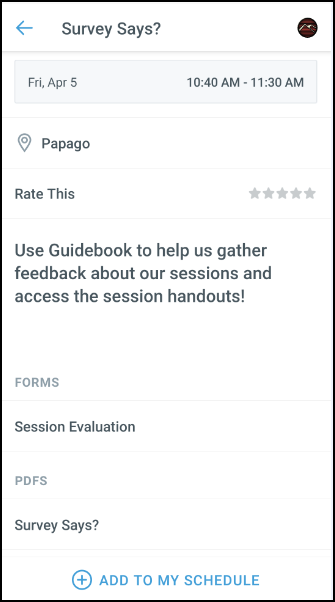 Survey Says?
Fri, Apr 5 10:40 AM - 11:30 AM
Papago
Rate This
Use Guidebook to help us gather
feedback about our sessions and
access the session handouts!
FORMS
Session Evaluation
PDFS
Survey Says?
ADD TO MY SCHEDULE